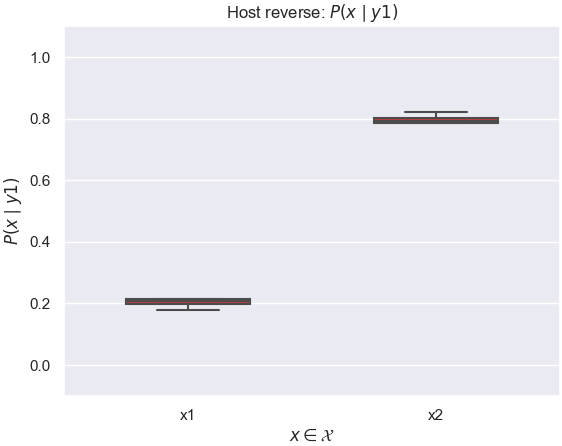 Host reverse: P(x | y1)
P(x | y1)
1.0
0.8
0.6
0.4
0.2
0.0
x1 x2
x ∈ 𝒳